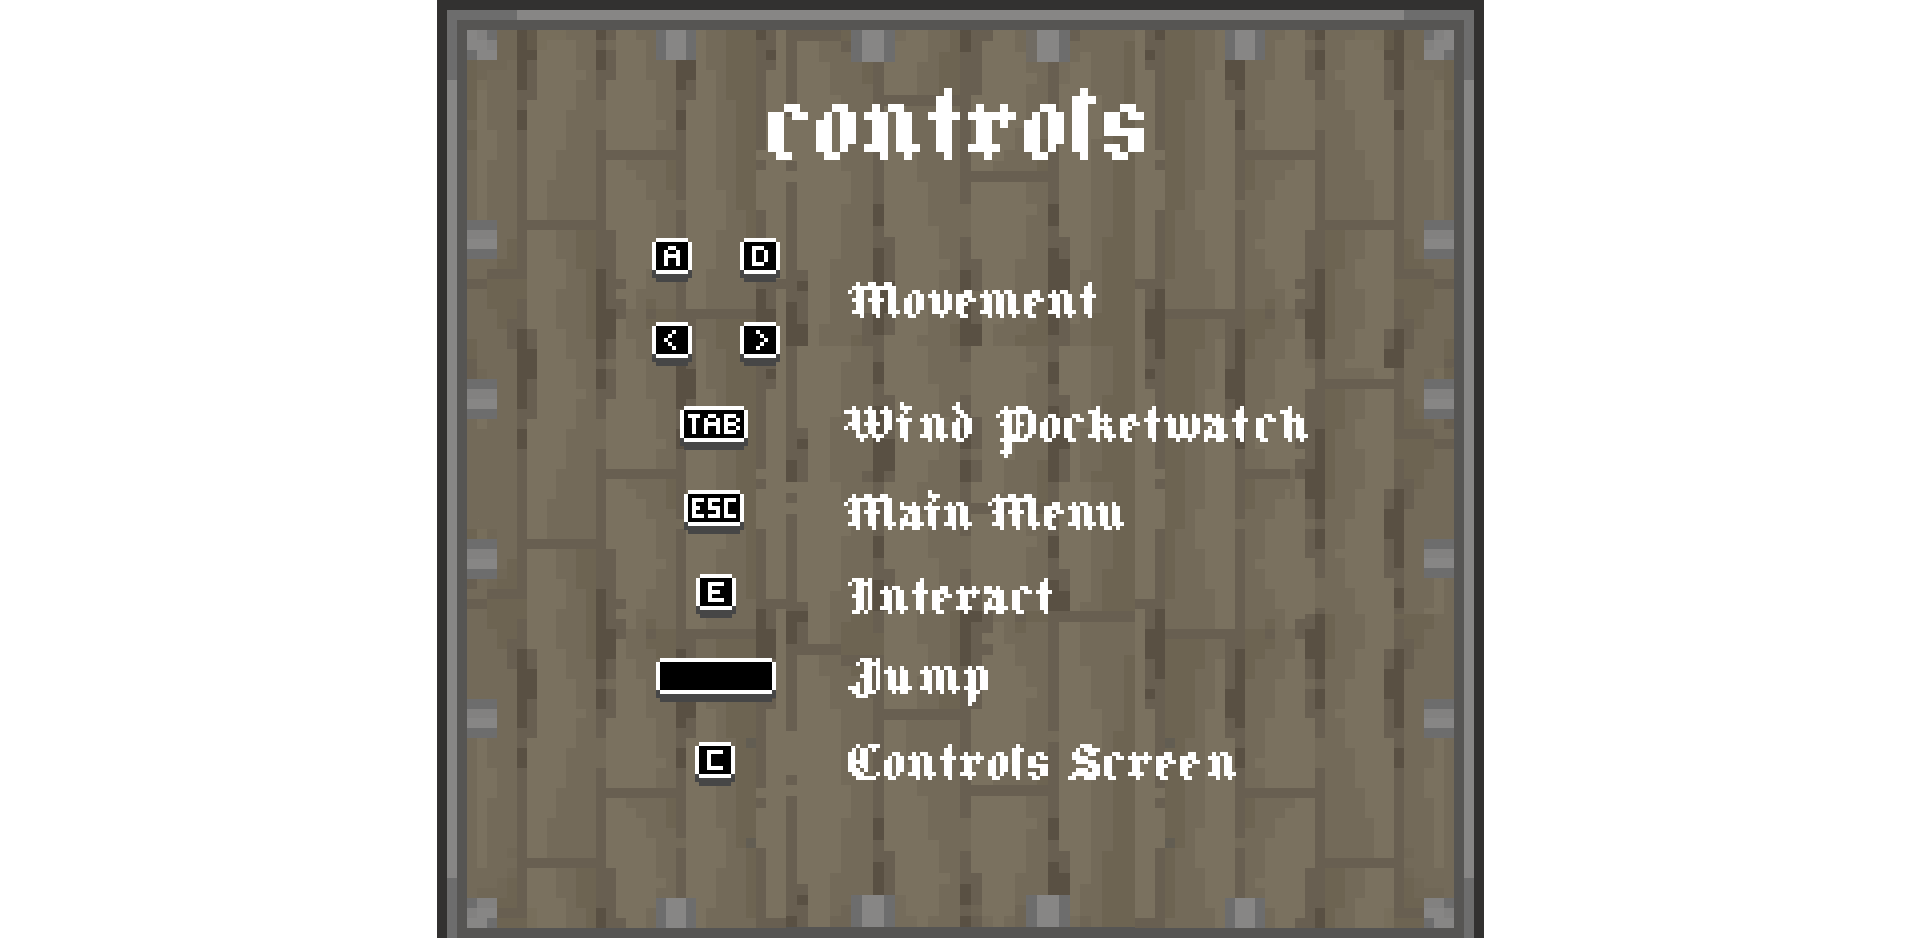 controls
A D
Movement
< >
TAB Wind Pocketwatch
ESC Main Menu
E Interact
Jump
C Controls Screen